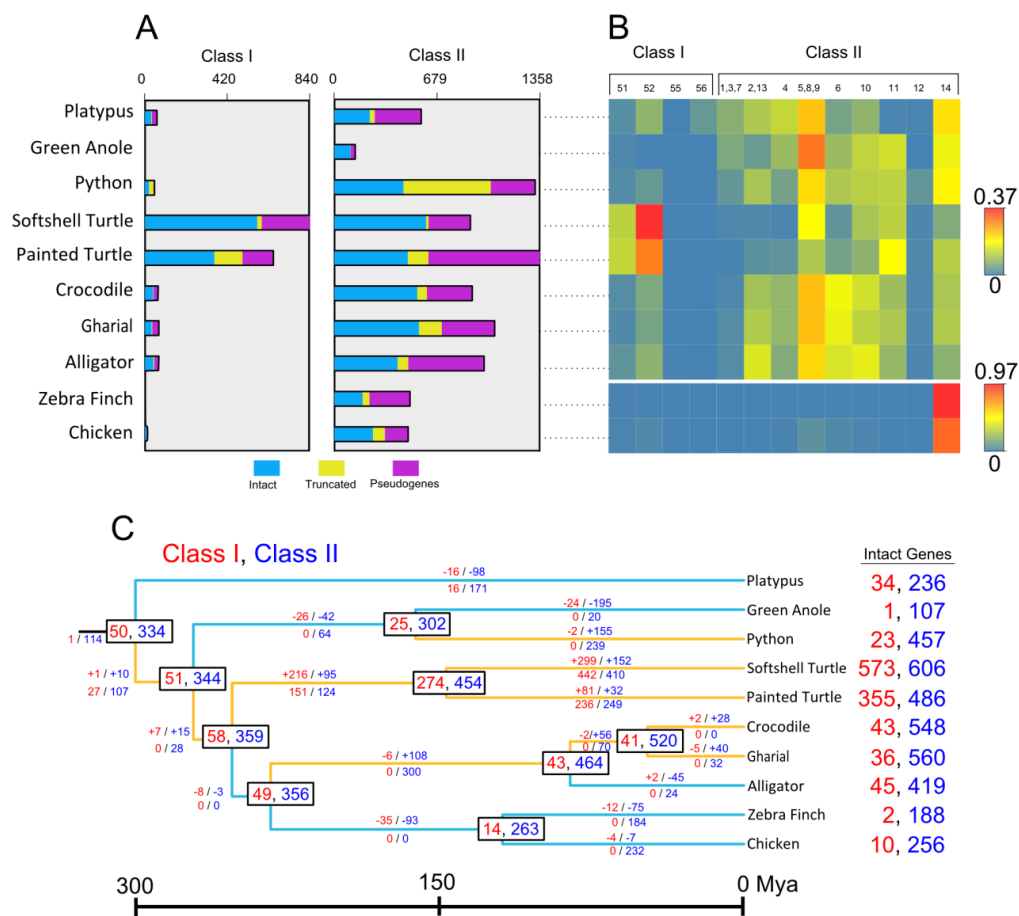 A
Class I
Class II
0 420 840
0 679 1358
Platypus
Green Anole
Python
Softshell Turtle
Painted Turtle
Crocodile
Gharial
Alligator
Zebra Finch
Chicken
Intact
Truncated
Pseudogenes
B
Class I
Class II
51 52 55 56 1,3,7 2,13 4 5,8,9 6 10 11 12 14
0.37
0
0.97
0
C
Class I, Class II
Intact Genes
-16 / -98
16 / 171
Platypus
34, 236
50, 334
1 / 114
-26 / -42
0 / 64
-24 / -195
0 / 20
Green Anole
1, 107
25, 302
-2 / +155
0 / 239
Python
23, 457
+1 / +10
27 / 107
51, 344
+216 / +95
151 / 124
+299 / +152
442 / 410
Softshell Turtle
573, 606
274, 454
+81 / +32
236 / 249
Painted Turtle
355, 486
+7 / +15
0 / 28
58, 359
+2 / +28
0 / 0
Crocodile
43, 548
-2/+56
0 / 70
41, 520
-6 / +108
0 / 300
43, 464
-5 / +40
0 / 32
Gharial
36, 560
-8 / -3
0 / 0
49, 356
+2 / -45
0 / 24
Alligator
45, 419
-35 / -93
0 / 0
14, 263
-12 / -75
0 / 184
Zebra Finch
2, 188
-4 / -7
0 / 232
Chicken
10, 256
300 150 0 Mya